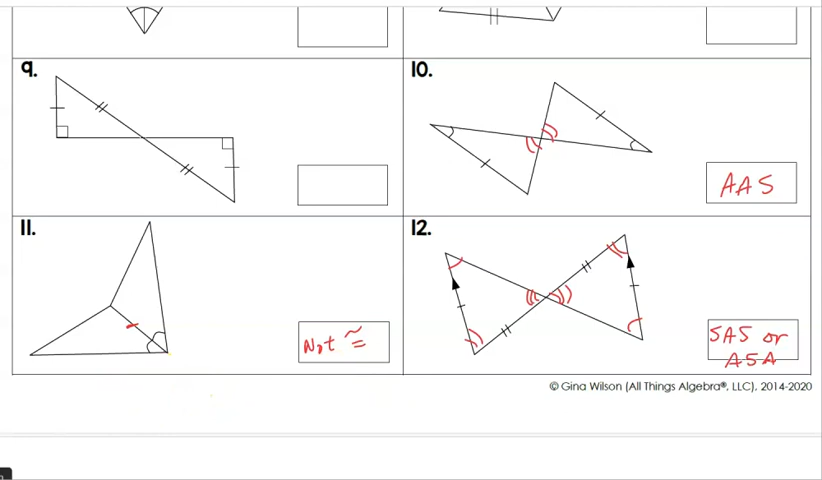 9.
10.
AAS
11.
Not ≅
12.
SAS or
ASA
© Gina Wilson (All Things Algebra®, LLC), 2014-2020